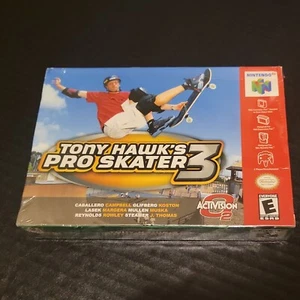 NINTENDO 64
TONY HAWK'S
PRO SKATER 3
CABALLERO CAMPBELL GLIFBERG KOSTON
LASEK MARGERA MULLEN MUSKA
REYNOLDS ROWLEY STEAMER J. THOMAS
ACTIVISION
O2
E